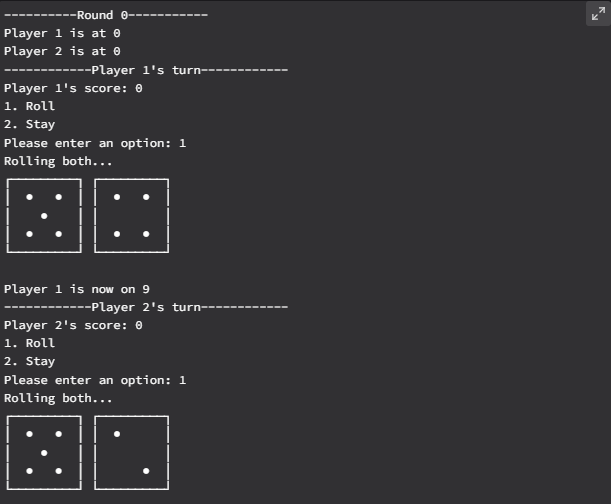 ----------Round 0-----------
Player 1 is at 0
Player 2 is at 0
------------Player 1's turn------------
Player 1's score: 0
1. Roll
2. Stay
Please enter an option: 1
Rolling both...
Player 1 is now on 9
------------Player 2's turn------------
Player 2's score: 0
1. Roll
2. Stay
Please enter an option: 1
Rolling both...